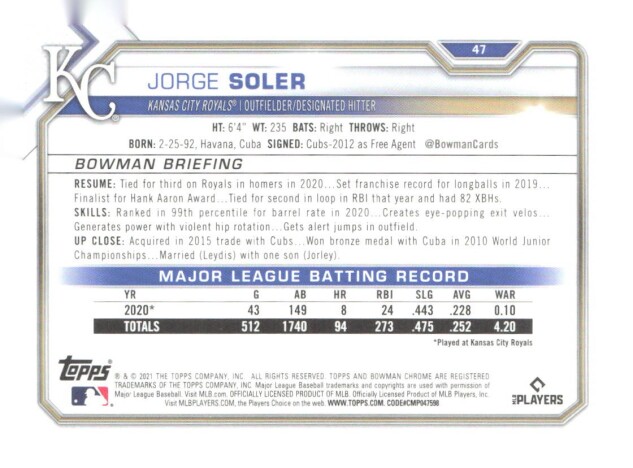 47
KC
JORGE SOLER
KANSAS CITY ROYALS® | OUTFIELDER/DESIGNATED HITTER
HT: 6'4" WT: 235 BATS: Right THROWS: Right
BORN: 2-25-92, Havana, Cuba SIGNED: Cubs-2012 as Free Agent @BowmanCards
BOWMAN BRIEFING
RESUME: Tied for third on Royals in homers in 2020...Set franchise record for longballs in 2019...
Finalist for Hank Aaron Award...Tied for second in loop in RBI that year and had 82 XBHs.
SKILLS: Ranked in 99th percentile for barrel rate in 2020...Creates eye-popping exit velos...
Generates power with violent hip rotation...Gets alert jumps in outfield.
UP CLOSE: Acquired in 2015 trade with Cubs...Won bronze medal with Cuba in 2010 World Junior
Championships...Married (Leydis) with one son (Jorley).
MAJOR LEAGUE BATTING RECORD
YR G AB HR RBI SLG AVG WAR
2020* 43 149 8 24 .443 .228 0.10
TOTALS 512 1740 94 273 .475 .252 4.20
*Played at Kansas City Royals
Topps ® & © 2021 THE TOPPS COMPANY, INC. ALL RIGHTS RESERVED. TOPPS AND BOWMAN CHROME ARE REGISTERED
TRADEMARKS OF THE TOPPS COMPANY, INC. Major League Baseball trademarks and copyrights are used with permission of
Major League Baseball. Visit MLB.com. OFFICIALLY LICENSED PRODUCT OF MLB. OFFICIALLY LICENSED PRODUCT OF MLB Players, Inc.
Visit MLBPLAYERS.COM, the Players Choice on the web. WWW.TOPPS.COM. CODE#CMP047598
MLB PLAYERS